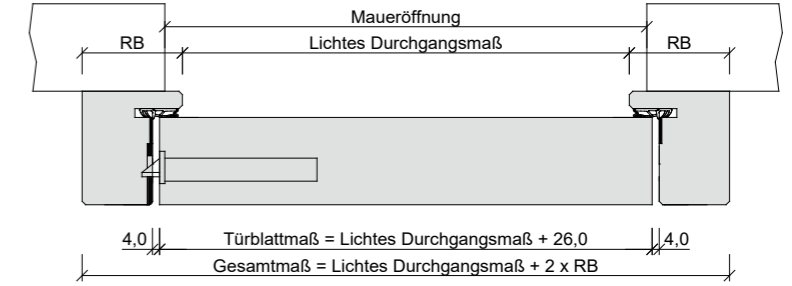 Maueröffnung
RB
Lichtes Durchgangsmaß
RB
4,0
Türblattmaß = Lichtes Durchgangsmaß + 26,0
4,0
Gesamtmaß = Lichtes Durchgangsmaß + 2 x RB